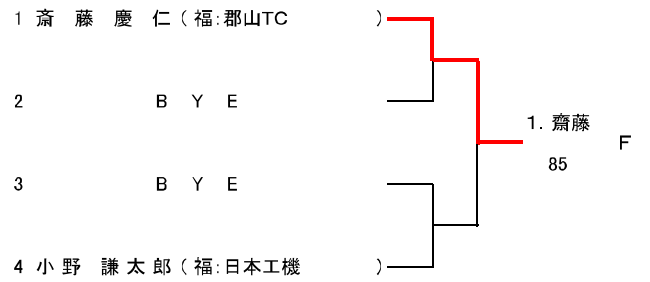 1 斎 藤 慶 仁 ( 福:郡山TC )
2 B Y E
1. 齋藤 F
85
3 B Y E
4 小 野 謙 太 郎 ( 福:日本工機 )